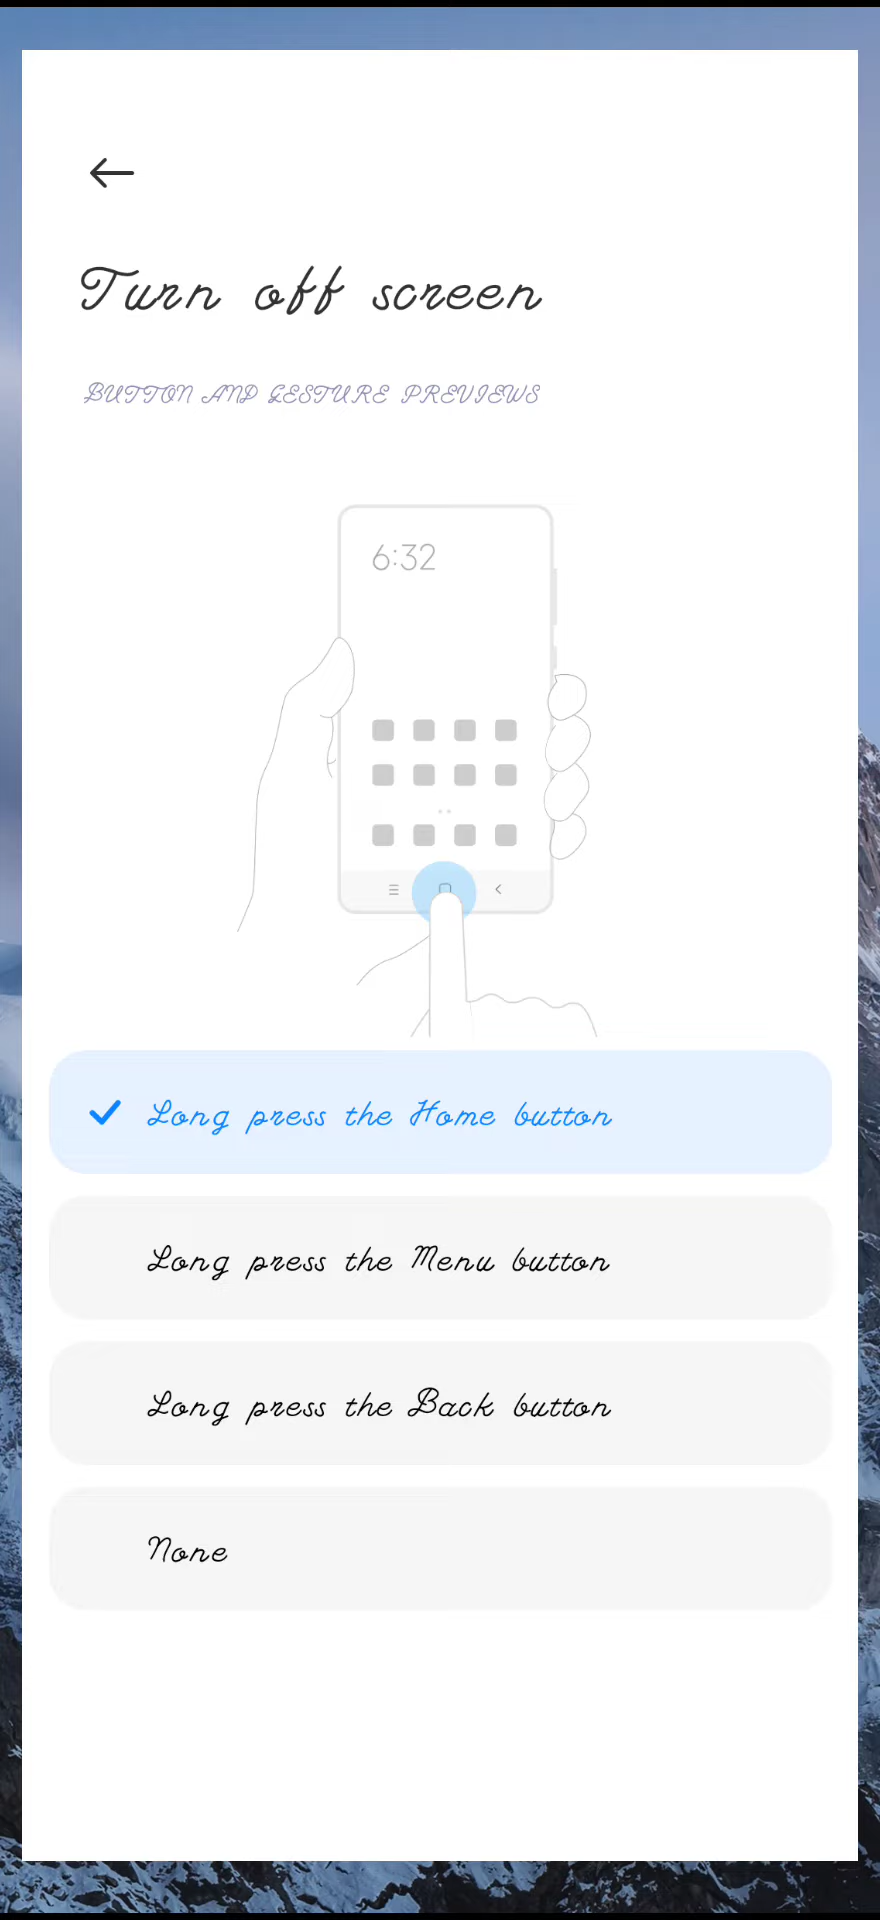 Turn off screen
BUTTON AND GESTURE PREVIEWS
6:32
Long press the Home button
Long press the Menu button
Long press the Back button
None